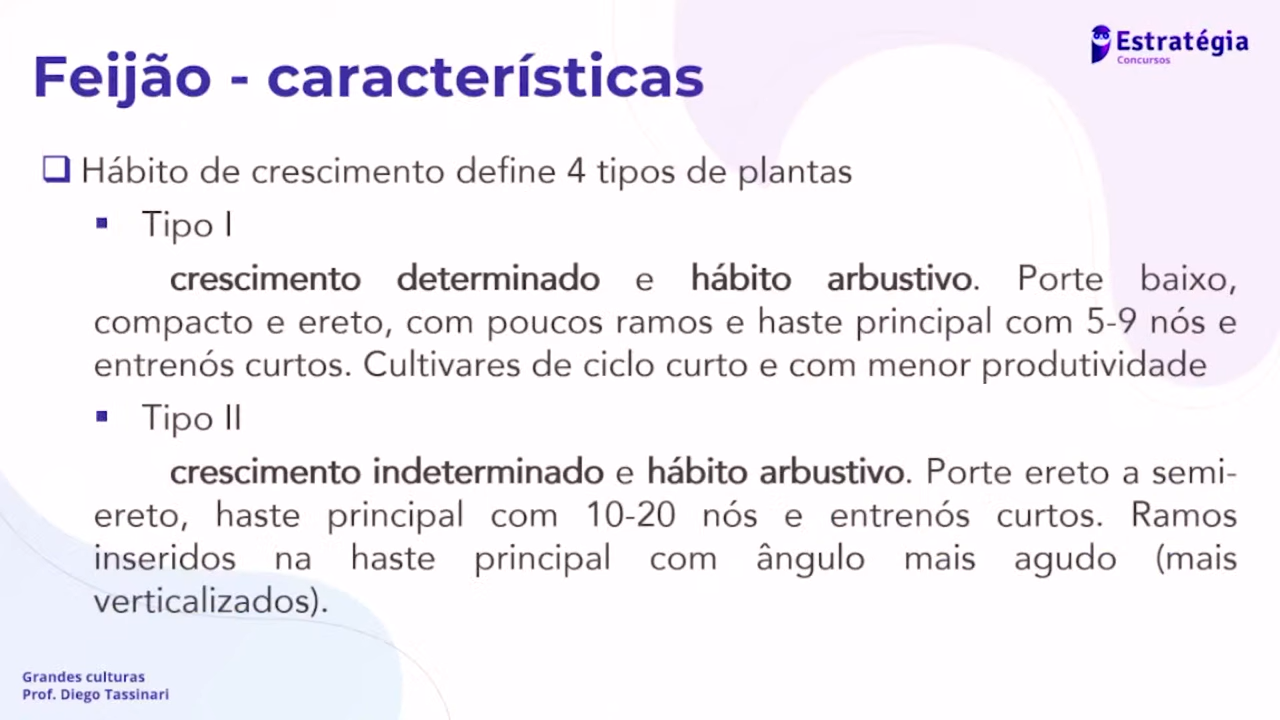 Estratégia
Concursos
Feijão - características
Hábito de crescimento define 4 tipos de plantas
Tipo I
crescimento determinado e hábito arbustivo. Porte baixo,
compacto e ereto, com poucos ramos e haste principal com 5-9 nós e
entrenós curtos. Cultivares de ciclo curto e com menor produtividade
Tipo II
crescimento indeterminado e hábito arbustivo. Porte ereto a semi-
ereto, haste principal com 10-20 nós e entrenós curtos. Ramos
inseridos na haste principal com ângulo mais agudo (mais
verticalizados).
Grandes culturas
Prof. Diego Tassinari